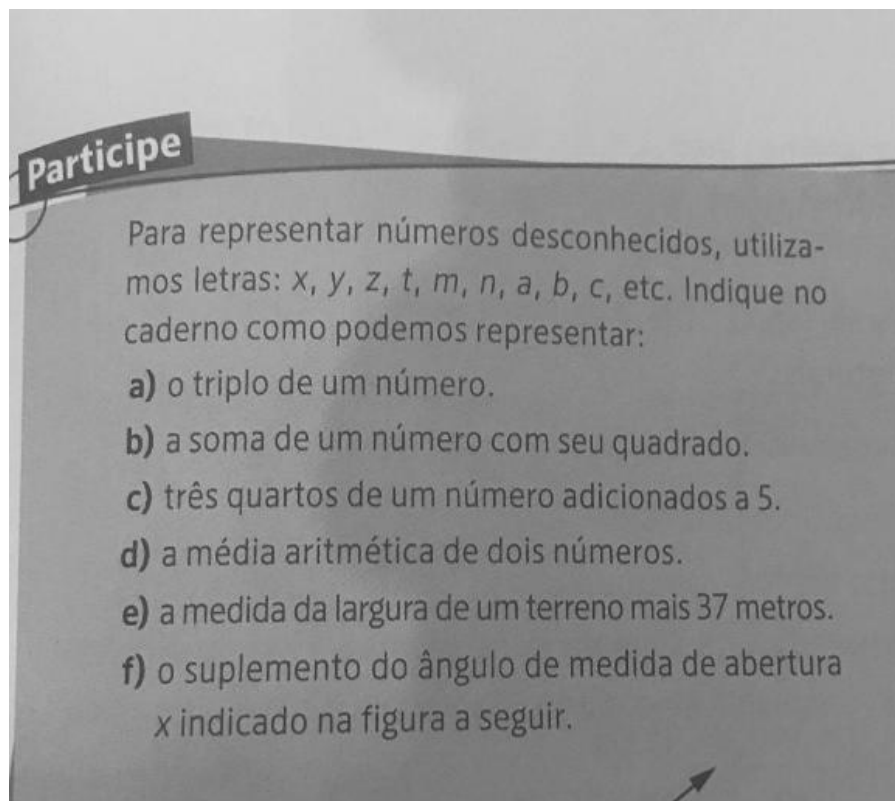 Participe
Para representar números desconhecidos, utiliza-
mos letras: x, y, z, t, m, n, a, b, c, etc. Indique no
caderno como podemos representar:
a) o triplo de um número.
b) a soma de um número com seu quadrado.
c) três quartos de um número adicionados a 5.
d) a média aritmética de dois números.
e) a medida da largura de um terreno mais 37 metros.
f) o suplemento do ângulo de medida de abertura
x indicado na figura a seguir.